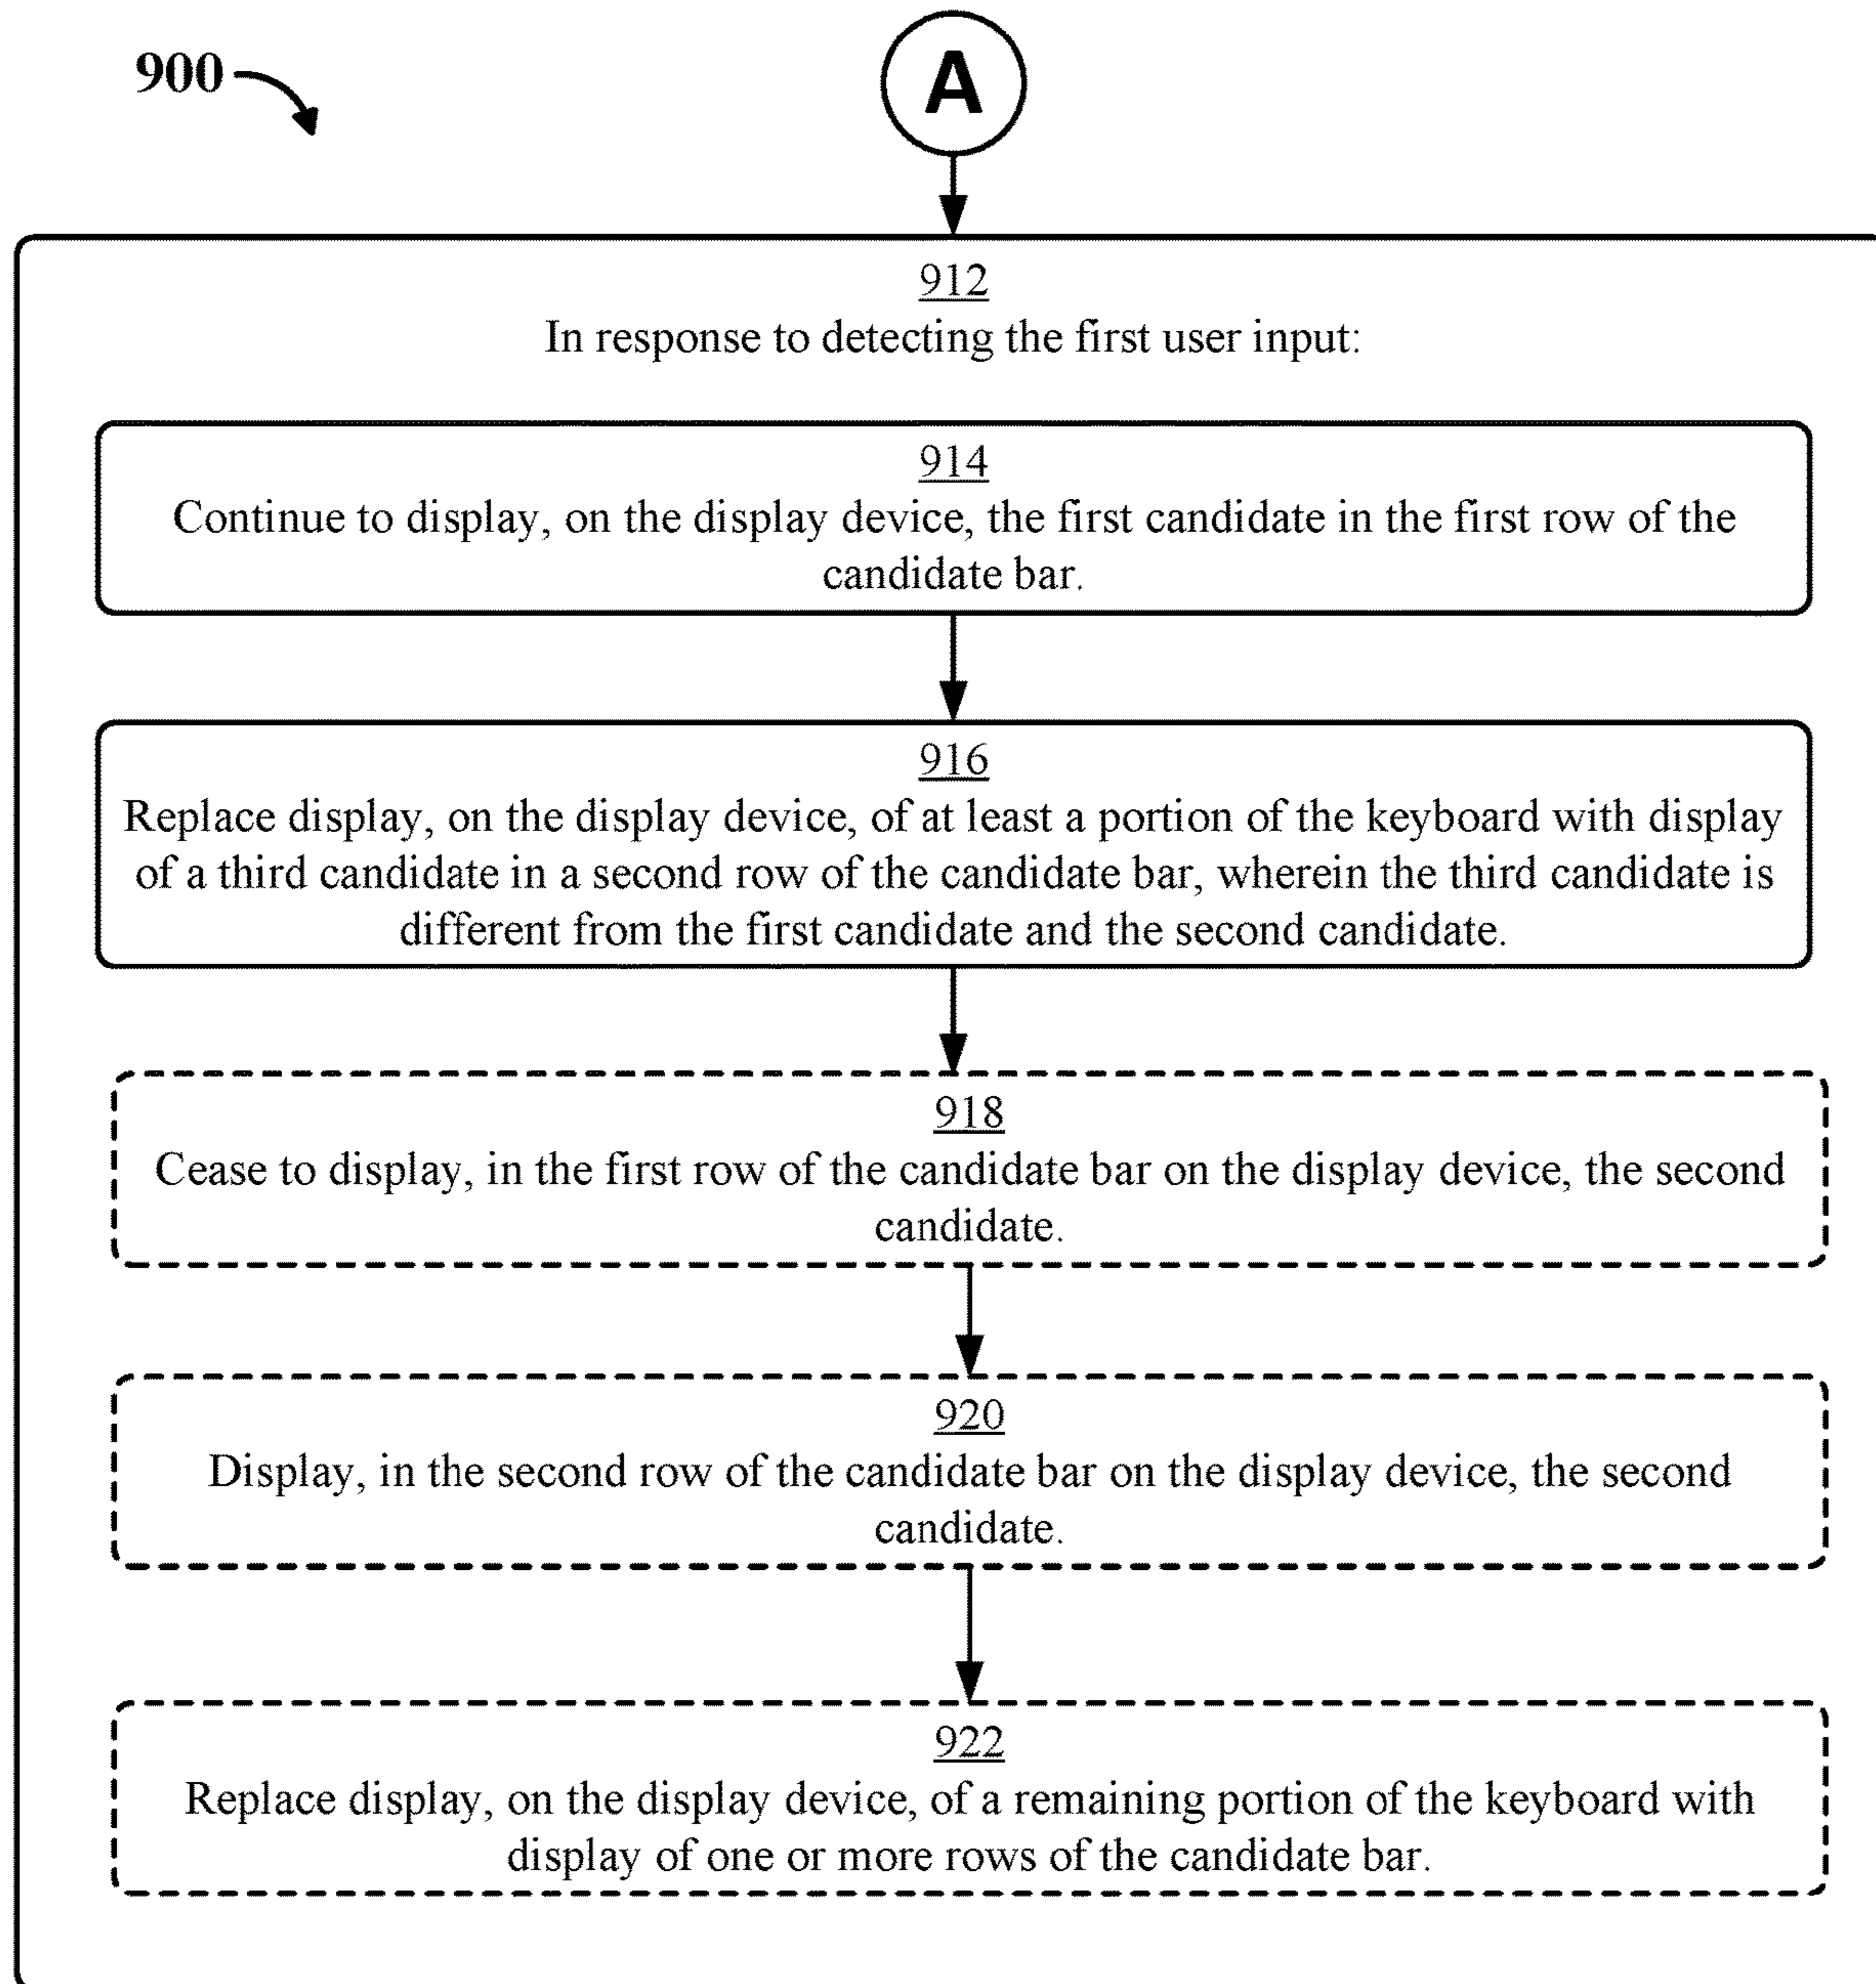 900
A
912
In response to detecting the first user input:
914
Continue to display, on the display device, the first candidate in the first row of the
candidate bar.
916
Replace display, on the display device, of at least a portion of the keyboard with display
of a third candidate in a second row of the candidate bar, wherein the third candidate is
different from the first candidate and the second candidate.
918
Cease to display, in the first row of the candidate bar on the display device, the second
candidate.
920
Display, in the second row of the candidate bar on the display device, the second
candidate.
922
Replace display, on the display device, of a remaining portion of the keyboard with
display of one or more rows of the candidate bar.